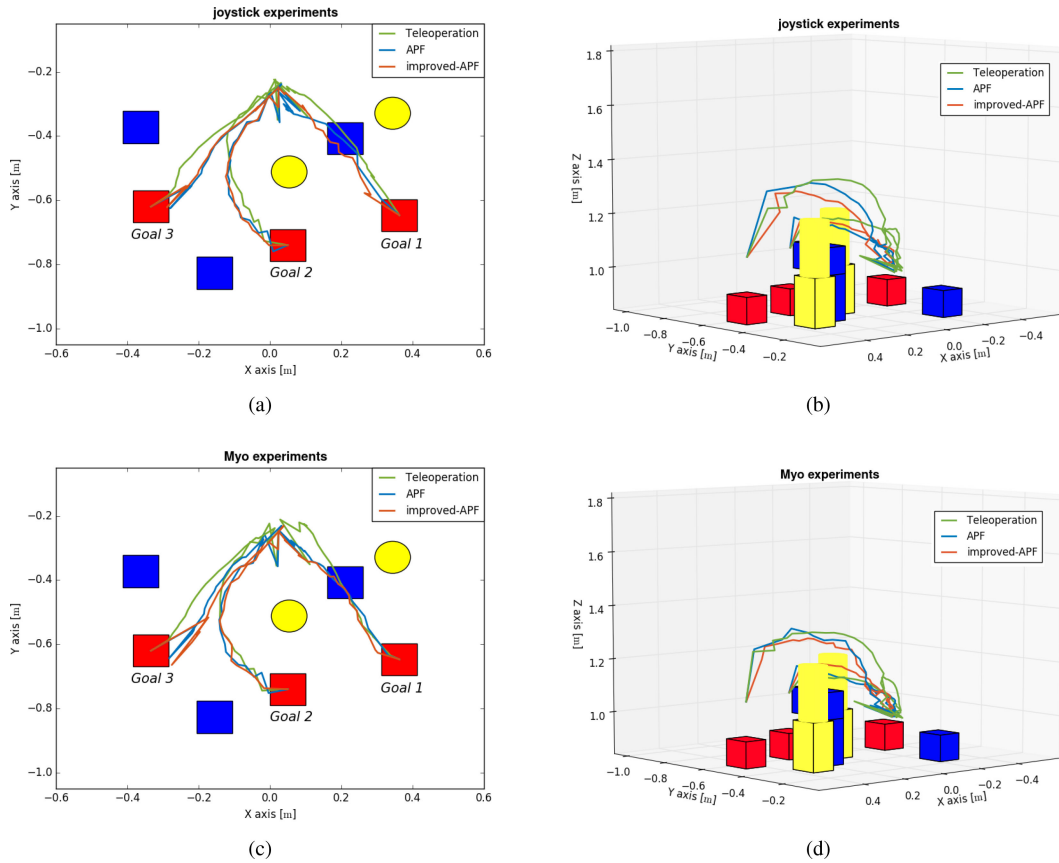 joystick experiments
Teleoperation
APF
improved-APF
−0.2
−0.4
−0.6
−0.8
−1.0
Y axis [m]
Goal 3
Goal 2
Goal 1
−0.6
−0.4
−0.2
0.0
0.2
0.4
0.6
X axis [m]
(a)
joystick experiments
Teleoperation
APF
improved-APF
1.8
1.6
1.4
1.2
1.0
Z axis [m]
−1.0
−0.8
−0.6
−0.4
−0.2
Y axis [m]
0.4
0.2
0.0
−0.2
−0.4
X axis [m]
(b)
Myo experiments
Teleoperation
APF
improved-APF
−0.2
−0.4
−0.6
−0.8
−1.0
Y axis [m]
Goal 3
Goal 2
Goal 1
−0.6
−0.4
−0.2
0.0
0.2
0.4
0.6
X axis [m]
(c)
Myo experiments
Teleoperation
APF
improved-APF
1.8
1.6
1.4
1.2
1.0
Z axis [m]
−1.0
−0.8
−0.6
−0.4
−0.2
Y axis [m]
0.4
0.2
0.0
−0.2
−0.4
X axis [m]
(d)